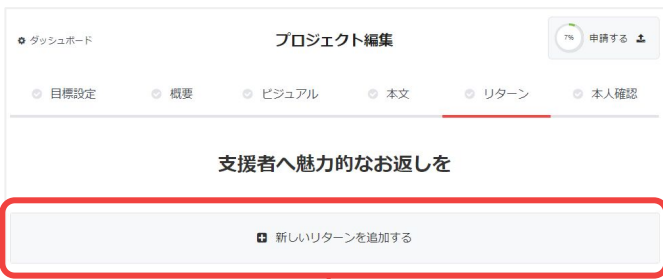 ダッシュボード
プロジェクト編集
7%
申請する
目標設定
概要
ビジュアル
本文
リターン
本人確認
支援者へ魅力的なお返しを
新しいリターンを追加する